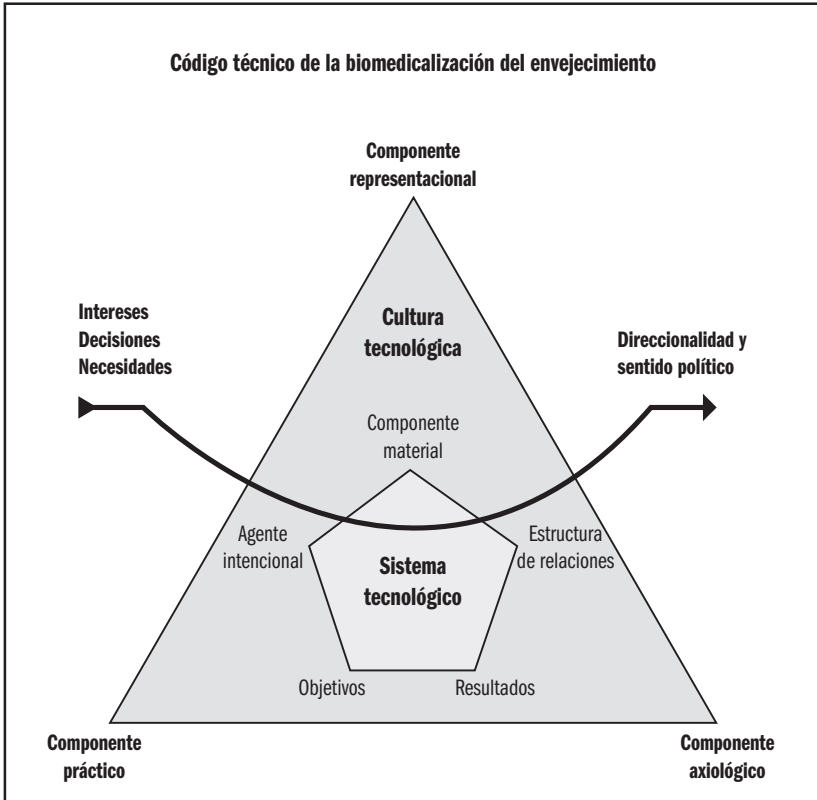 Código técnico de la biomedicalización del envejecimiento
Componente
representacional
Intereses
Decisiones
Necesidades
Cultura
tecnológica
Direccionalidad y
sentido político
Componente
material
Agente
intencional
Estructura
de relaciones
Sistema
tecnológico
Objetivos
Resultados
Componente
práctico
Componente
axiológico